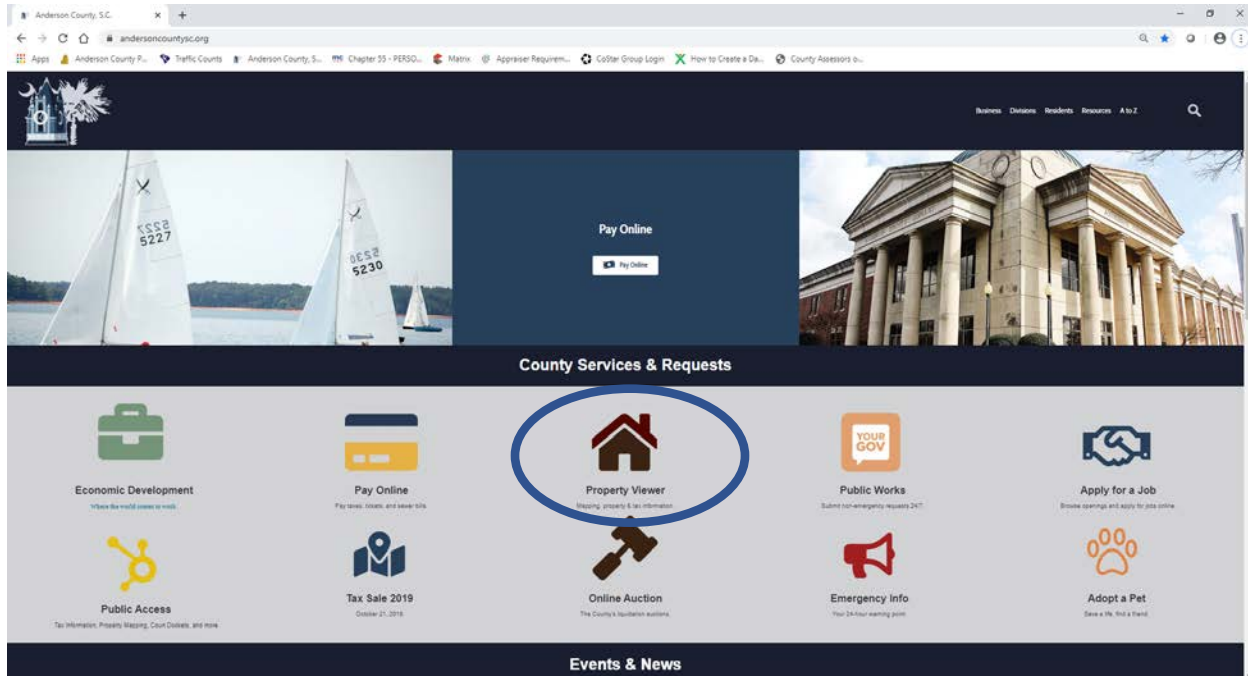 Anderson County, S.C.
andersoncountysc.org
Apps Anderson County P... Traffic Counts Anderson County, S... Chapter 35 - PERSO... Matrix Appraiser Requirem... CoStar Group Login How to Create a Da... County Assessors o...
Business Divisions Residents Resources A to Z
5227
5227
5230
5230
Pay Online
Pay Online
County Services & Requests
YOUR GOV
Economic Development
Where the world comes to work.
Pay Online
Pay taxes, tickets, and sewer bills
Property Viewer
Mapping, property & tax information
Public Works
Submit non-emergency requests 24/7
Apply for a Job
Browse openings and apply for jobs online
Public Access
Tax Information, Property Mapping, Court Dockets, and more
Tax Sale 2019
October 21, 2019
Online Auction
The County's liquidation auctions
Emergency Info
Your 24-hour warning point
Adopt a Pet
Save a life, find a friend
Events & News